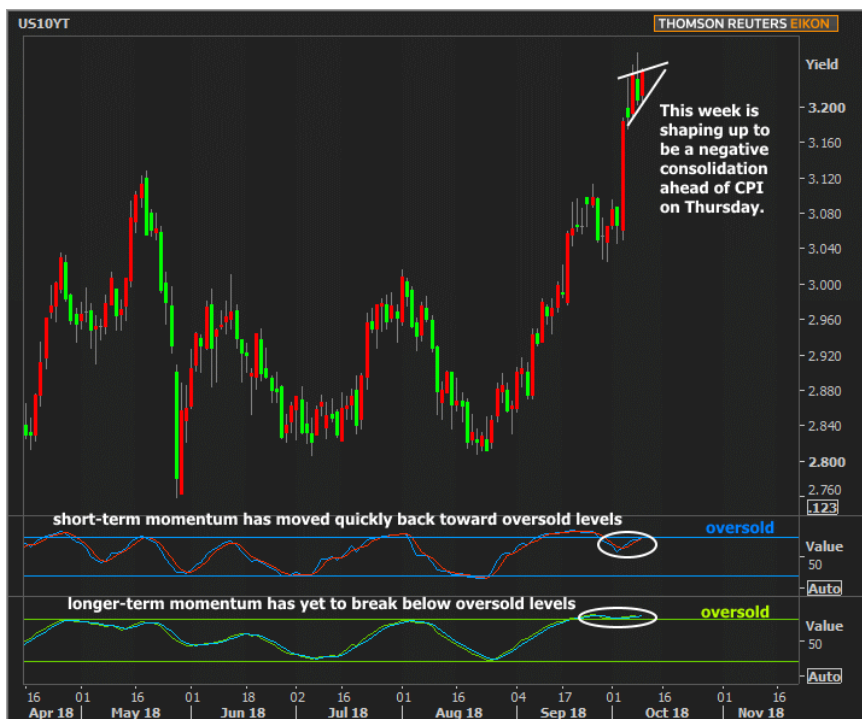 US10YT
THOMSON REUTERS EIKON
Yield
3.200
3.160
3.120
3.080
3.040
3.000
2.960
2.920
2.880
2.840
2.800
2.760
.123
This week is
shaping up to
be a negative
consolidation
ahead of CPI
on Thursday.
short-term momentum has moved quickly back toward oversold levels
oversold
Value
50
Auto
longer-term momentum has yet to break below oversold levels
oversold
Value
50
Auto
16 01 16 01 18 02 16 01 16 04 17 01 16 01 16
Apr 18 May 18 Jun 18 Jul 18 Aug 18 Sep 18 Oct 18 Nov 18